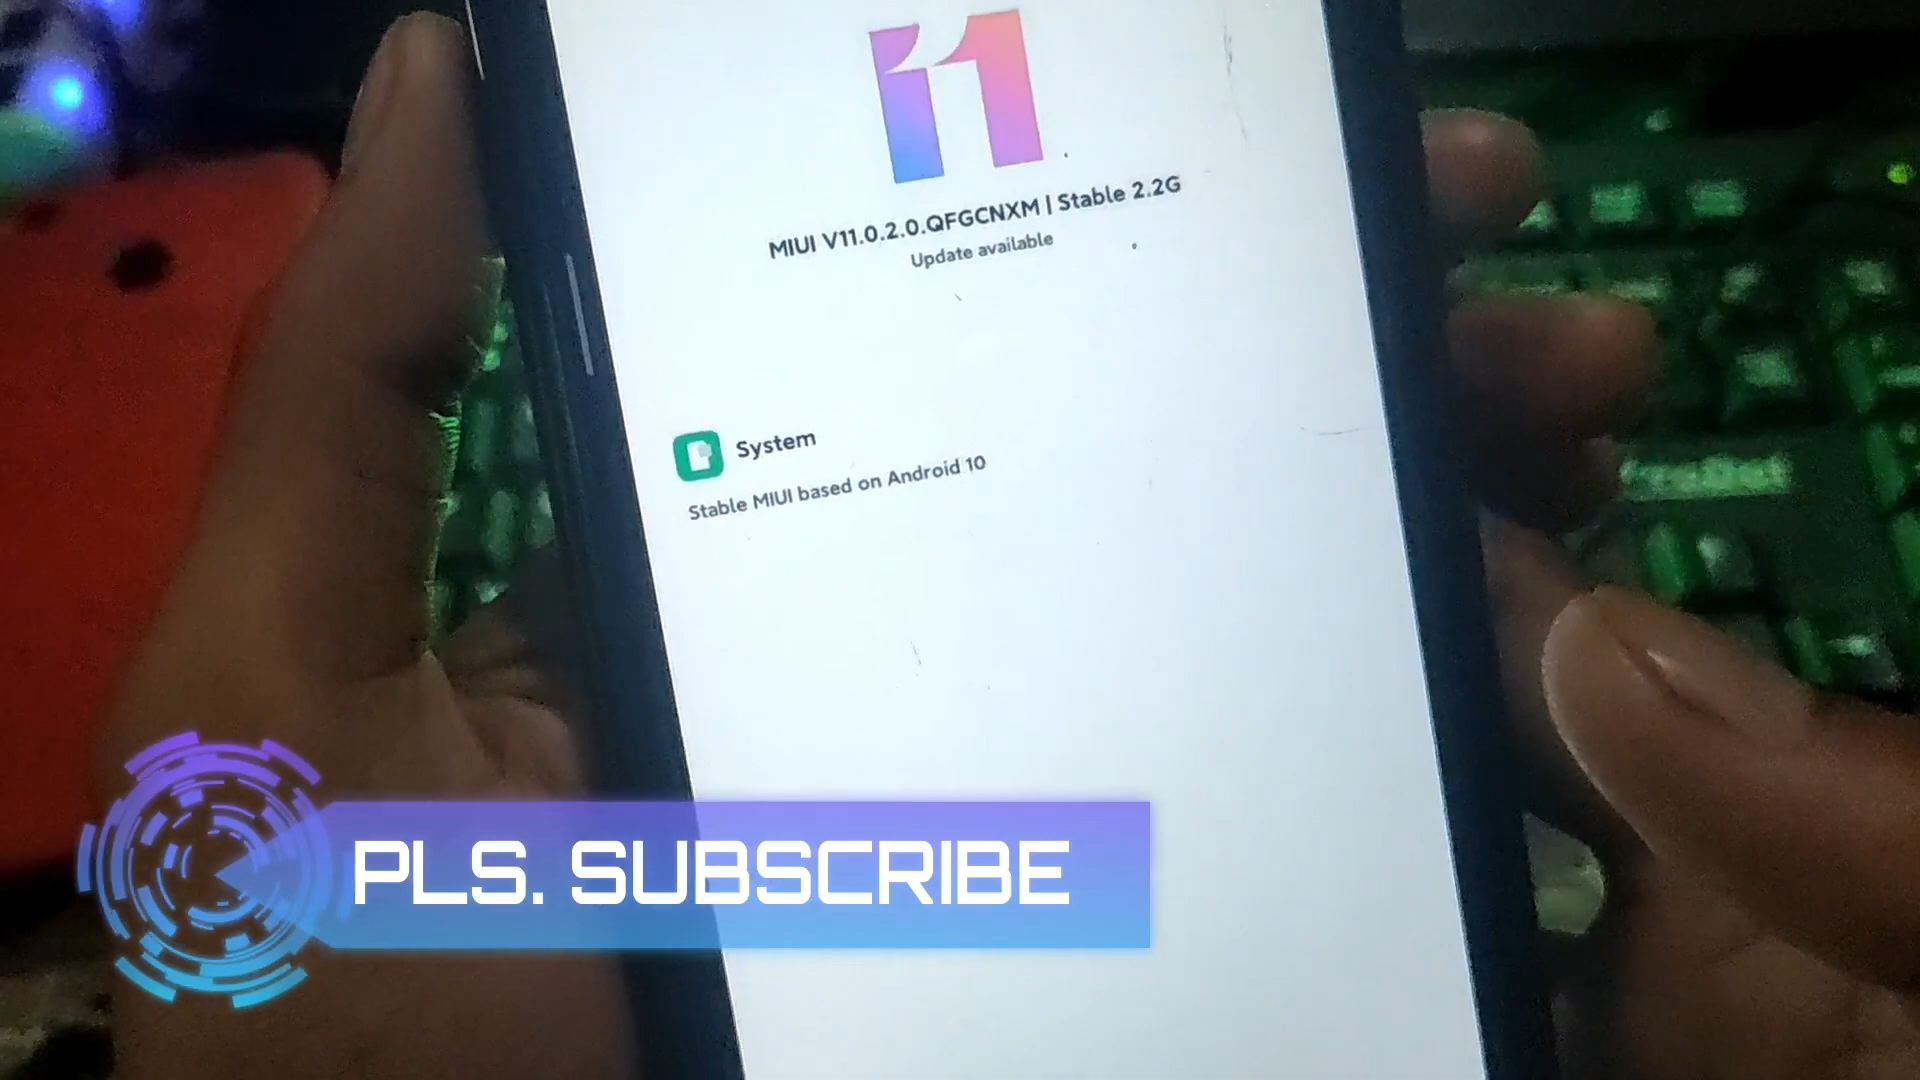 11
MIUI V11.0.2.0.QFGCNXM | Stable 2.2G
Update available
System
Stable MIUI based on Android 10
PLS. SUBSCRIBE